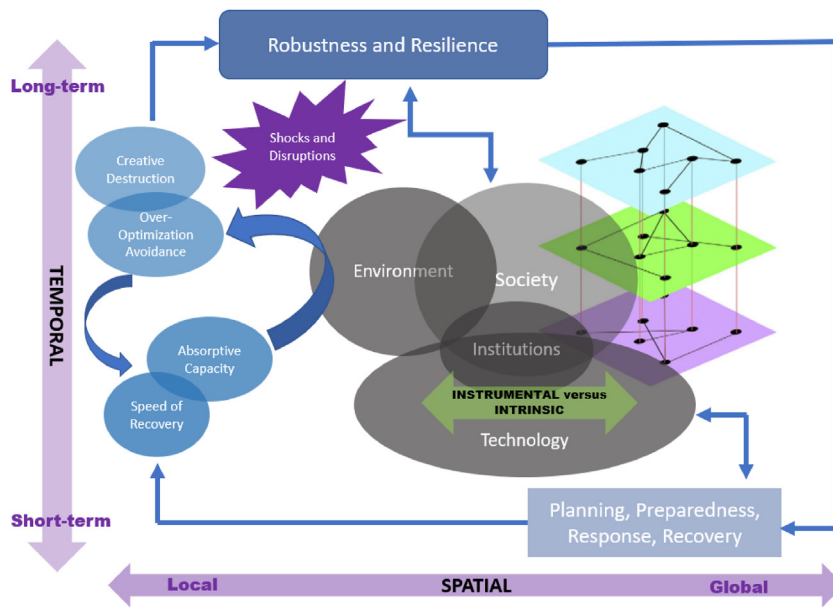 Robustness and Resilience
Long-term
Shocks and
Disruptions
Creative
Destruction
Over-
Optimization
Avoidance
Environment
Society
TEMPORAL
Absorptive
Capacity
Institutions
Speed of
Recovery
INSTRUMENTAL versus
INTRINSIC
Technology
Short-term
Planning, Preparedness,
Response, Recovery
Local
SPATIAL
Global